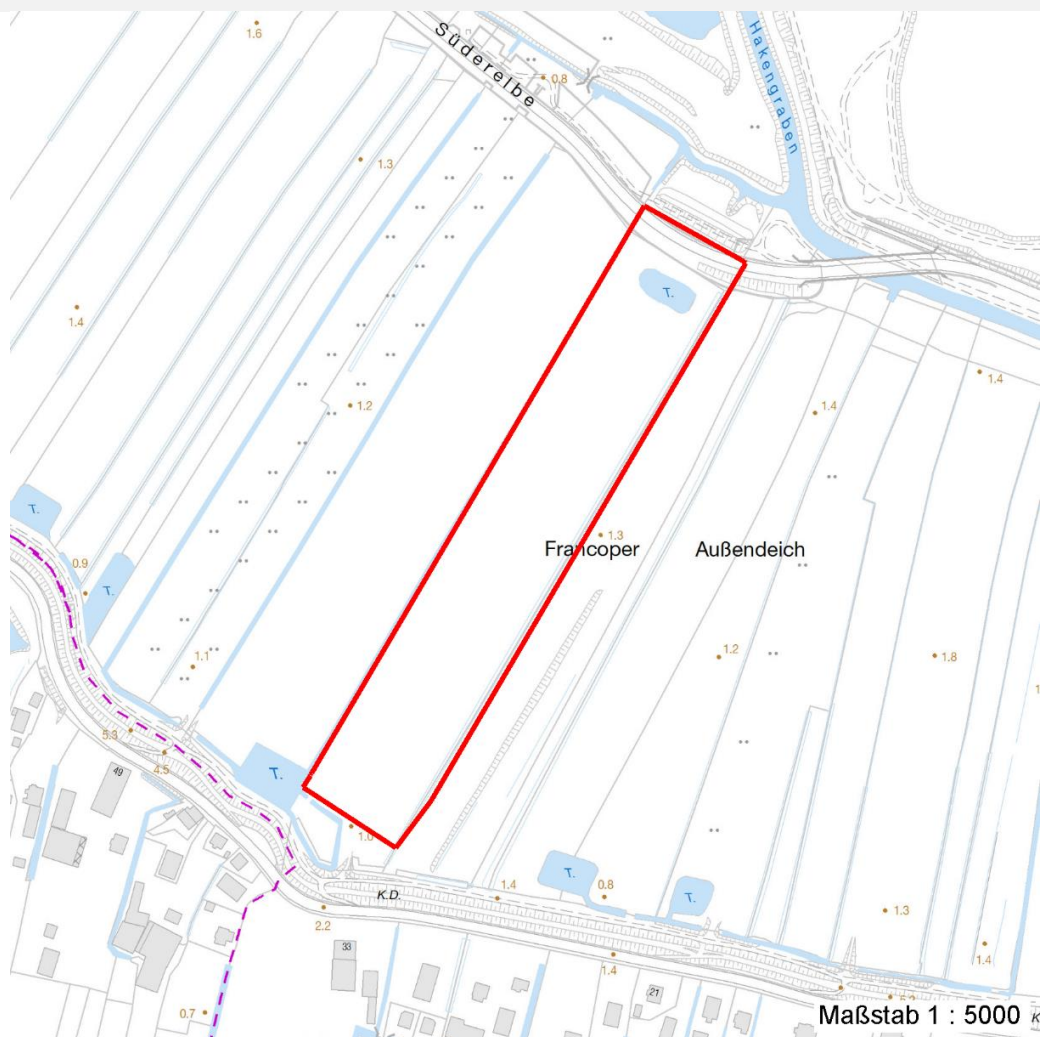 1.6
Süderelbe
0.8
Hakengraben
1.3
T.
1.4
1.4
1.2
1.4
T.
1.3
Francoper Außendeich
0.9
T.
1.2
1.8
1.1
5.3
4.5
T.
49
1.0
T.
0.8
T.
K.D.
1.4
1.3
2.2
33
1.4
1.4
21
0.7
Maßstab 1 : 5000